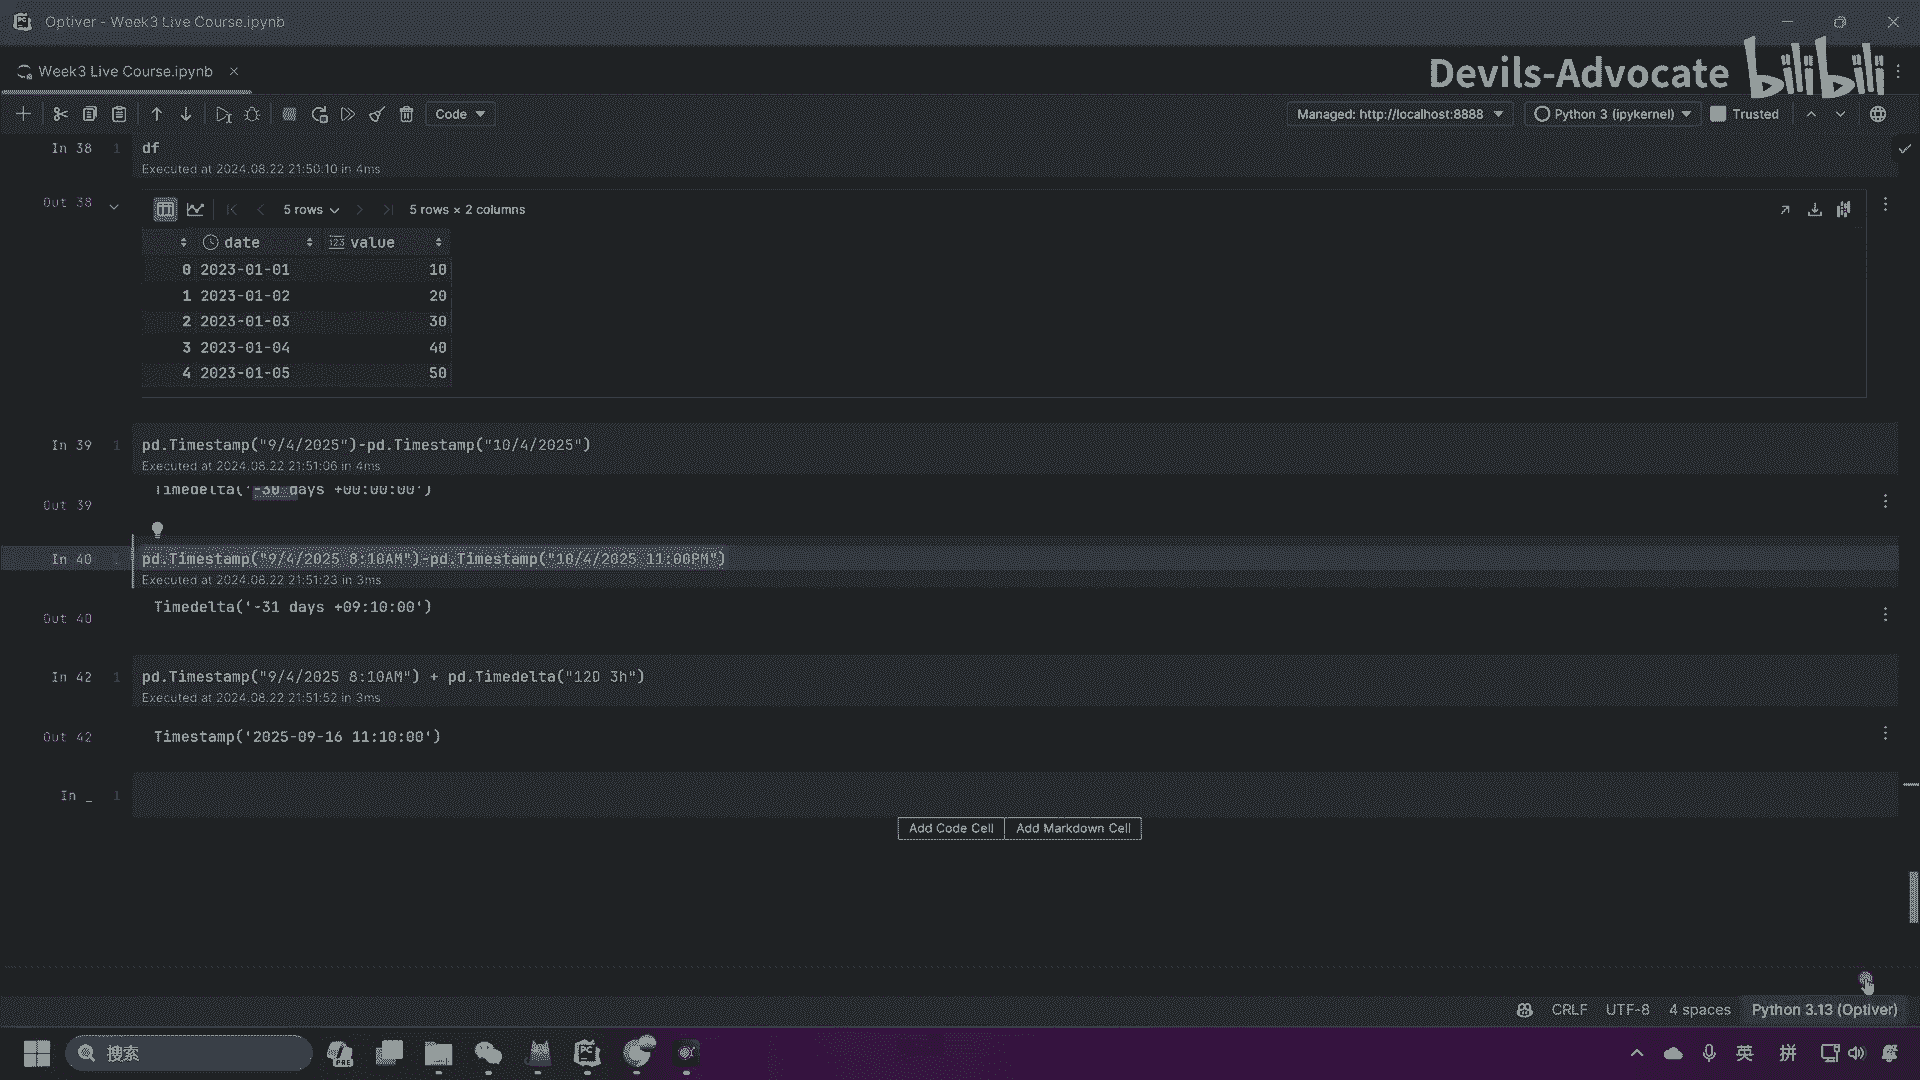 Optiver - Week3 Live Course.ipynb
Week3 Live Course.ipynb
Devils-Advocate bilibili
Code
Managed: http://localhost:8888
Python 3 (ipykernel)
Trusted
In 38 1 df
Executed at 2024.08.22 21:50:10 in 4ms
Out 38
5 rows
5 rows × 2 columns
date 123 value
0 2023-01-01 10
1 2023-01-02 20
2 2023-01-03 30
3 2023-01-04 40
4 2023-01-05 50
In 39 1 pd.Timestamp("9/4/2025")-pd.Timestamp("10/4/2025")
Executed at 2024.08.22 21:51:06 in 4ms
Timedelta('-30 days +00:00:00')
Out 39
In 40 1 pd.Timestamp("9/4/2025 8:10AM")-pd.Timestamp("10/4/2025 11:00PM")
Executed at 2024.08.22 21:51:23 in 3ms
Timedelta('-31 days +09:10:00')
Out 40
In 42 1 pd.Timestamp("9/4/2025 8:10AM") + pd.Timedelta("12D 3h")
Executed at 2024.08.22 21:51:52 in 3ms
Out 42 Timestamp('2025-09-16 11:10:00')
In _ 1
Add Code Cell Add Markdown Cell
CRLF UTF-8 4 spaces Python 3.13 (Optiver)
搜索
PRE
PC
英
拼